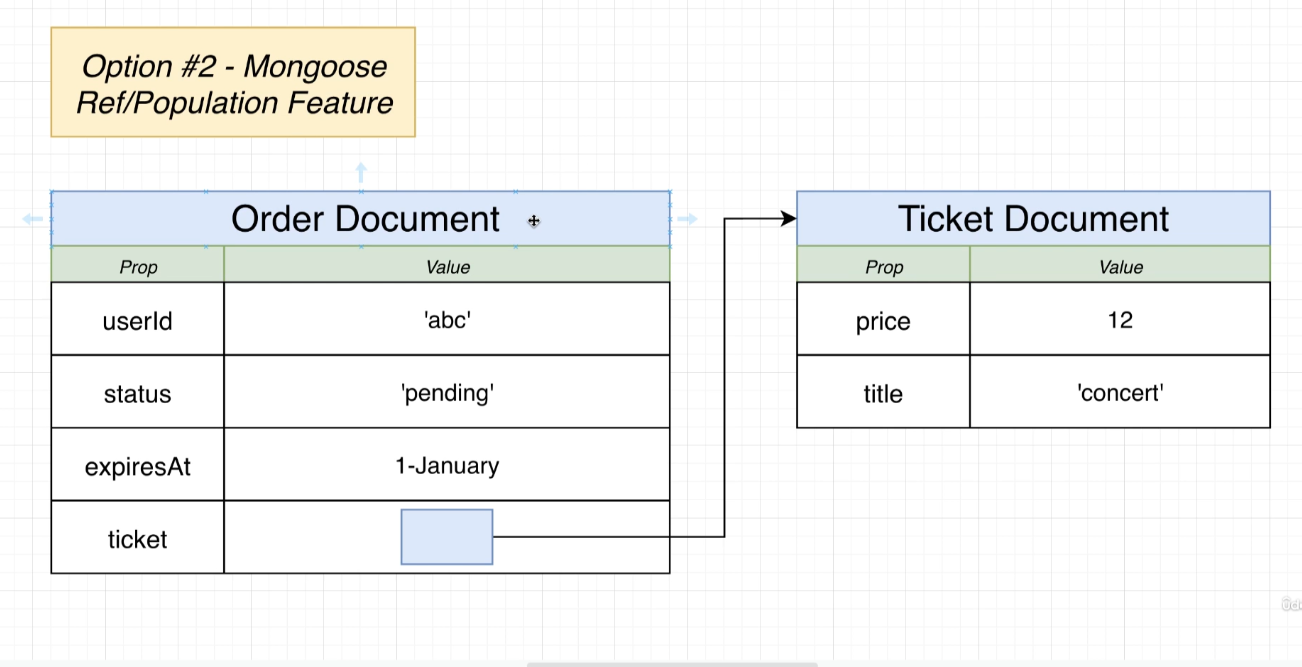 Option #2 - Mongoose
Ref/Population Feature
Order Document
Prop Value
userId 'abc'
status 'pending'
expiresAt 1-January
ticket
Ticket Document
Prop Value
price 12
title 'concert'